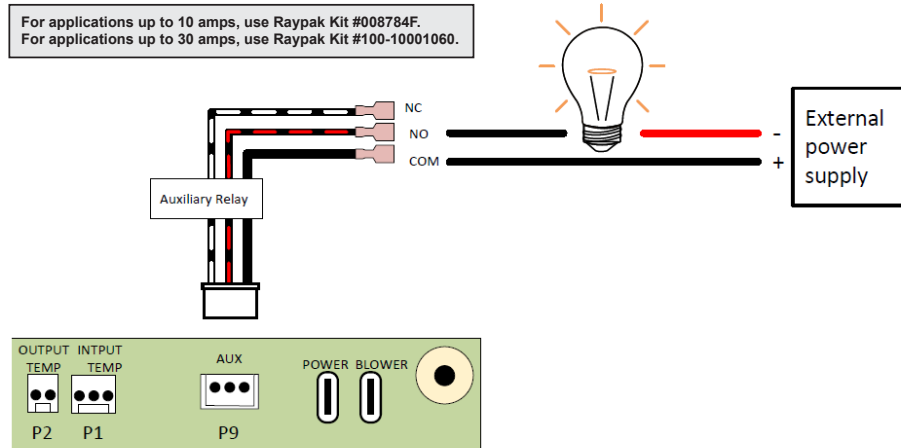 For applications up to 10 amps, use Raypak Kit #008784F.
For applications up to 30 amps, use Raypak Kit #100-10001060.
NC
NO
COM
-
+
External
power
supply
Auxiliary Relay
OUTPUT
TEMP
INTPUT
TEMP
AUX
POWER
BLOWER
P2
P1
P9